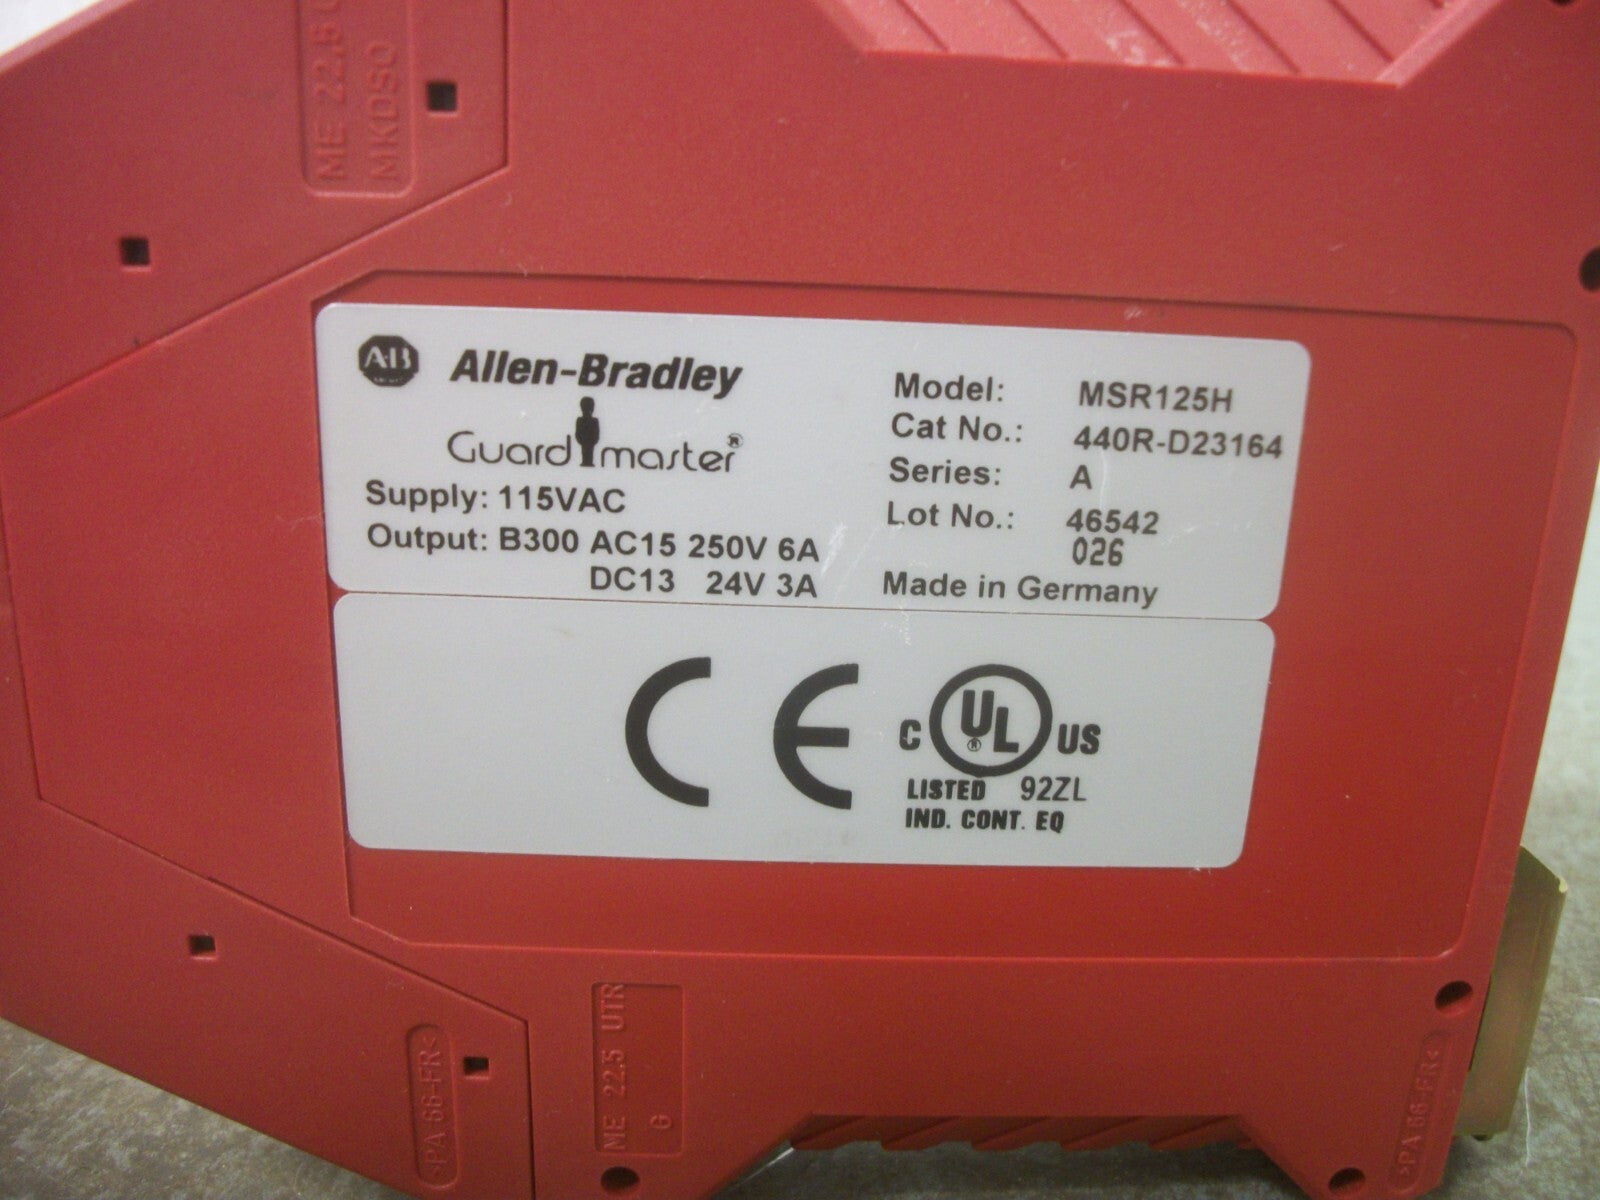 ME 22,5
MKDSO
A-B
Allen-Bradley
Guardmaster®
Supply: 115VAC
Output: B300 AC15 250V 6A
DC13 24V 3A
Model: MSR125H
Cat No.: 440R-D23164
Series: A
Lot No.: 46542
026
Made in Germany
CE
C UL® US
LISTED 92ZL
IND. CONT. EQ
>PA 66-FR<
ME 22.5 UTR
G
>PA 66-FR<